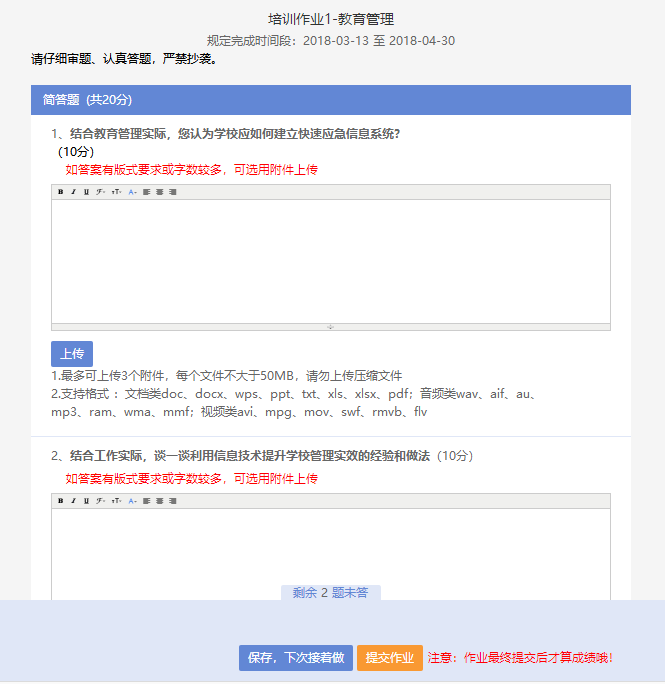 培训作业1-教育管理
规定完成时间段：2018-03-13 至 2018-04-30
请仔细审题、认真答题，严禁抄袭。
简答题 (共20分)
1、结合教育管理实际，您认为学校应如何建立快速应急信息系统?
（10分）
如答案有版式要求或字数较多，可选用附件上传
B I U F T A
上传
1.最多可上传3个附件，每个文件不大于50MB，请勿上传压缩文件
2.支持格式 ：文档类doc、docx、wps、ppt、txt、xls、xlsx、pdf；音频类wav、aif、au、
mp3、ram、wma、mmf；视频类avi、mpg、mov、swf、rmvb、flv
2、结合工作实际，谈一谈利用信息技术提升学校管理实效的经验和做法（10分）
如答案有版式要求或字数较多，可选用附件上传
B I U F T A
剩余 2 题未答
保存，下次接着做 提交作业 注意：作业最终提交后才算成绩哦!